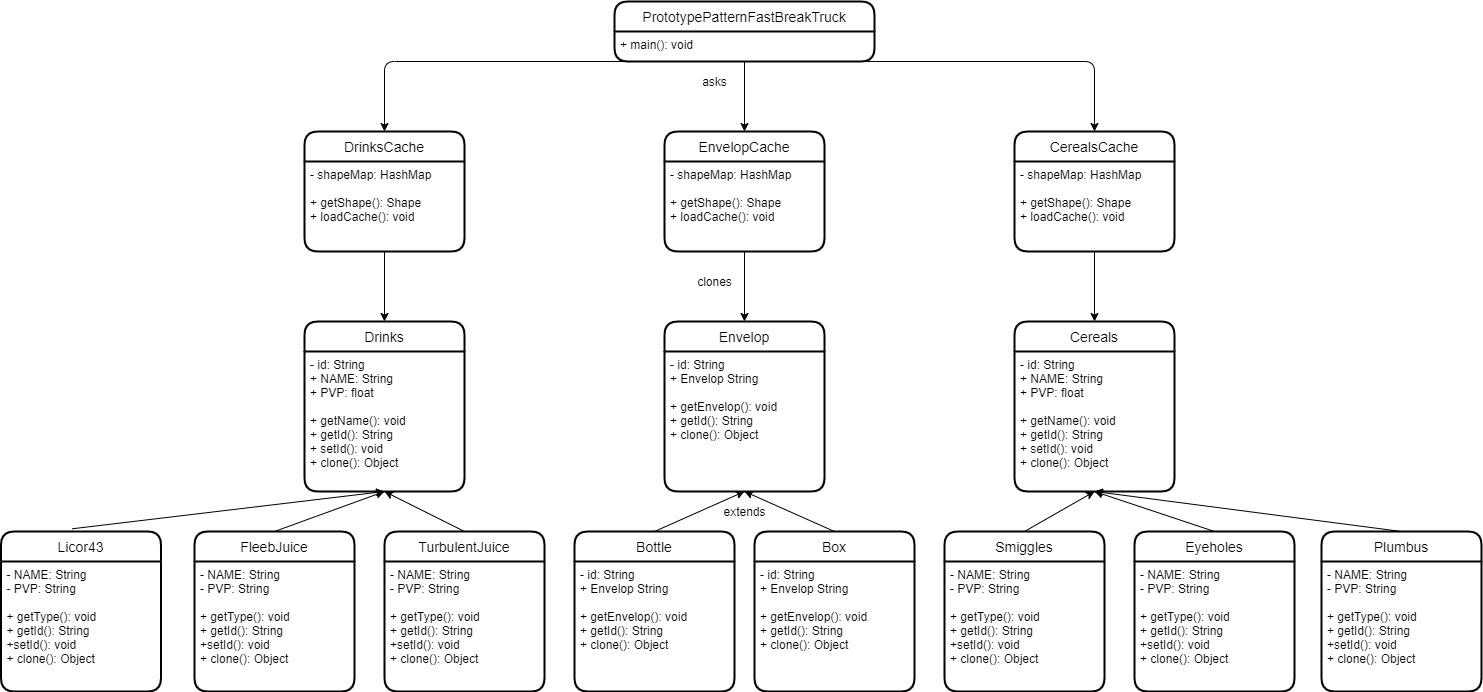 PrototypePatternFastBreakTruck
+ main(): void
asks
DrinksCache
- shapeMap: HashMap
+ getShape(): Shape
+ loadCache(): void
EnvelopCache
- shapeMap: HashMap
+ getShape(): Shape
+ loadCache(): void
CerealsCache
- shapeMap: HashMap
+ getShape(): Shape
+ loadCache(): void
clones
Drinks
- id: String
+ NAME: String
+ PVP: float
+ getName(): void
+ getId(): String
+ setId(): void
+ clone(): Object
Envelop
- id: String
+ Envelop String
+ getEnvelop(): void
+ getId(): String
+ clone(): Object
Cereals
- id: String
+ NAME: String
+ PVP: float
+ getName(): void
+ getId(): String
+ setId(): void
+ clone(): Object
extends
Licor43
- NAME: String
- PVP: String
+ getType(): void
+ getId(): String
+setId(): void
+ clone(): Object
FleebJuice
- NAME: String
- PVP: String
+ getType(): void
+ getId(): String
+setId(): void
+ clone(): Object
TurbulentJuice
- NAME: String
- PVP: String
+ getType(): void
+ getId(): String
+setId(): void
+ clone(): Object
Bottle
- id: String
+ Envelop String
+ getEnvelop(): void
+ getId(): String
+ clone(): Object
Box
- id: String
+ Envelop String
+ getEnvelop(): void
+ getId(): String
+ clone(): Object
Smiggles
- NAME: String
- PVP: String
+ getType(): void
+ getId(): String
+setId(): void
+ clone(): Object
Eyeholes
- NAME: String
- PVP: String
+ getType(): void
+ getId(): String
+setId(): void
+ clone(): Object
Plumbus
- NAME: String
- PVP: String
+ getType(): void
+ getId(): String
+setId(): void
+ clone(): Object